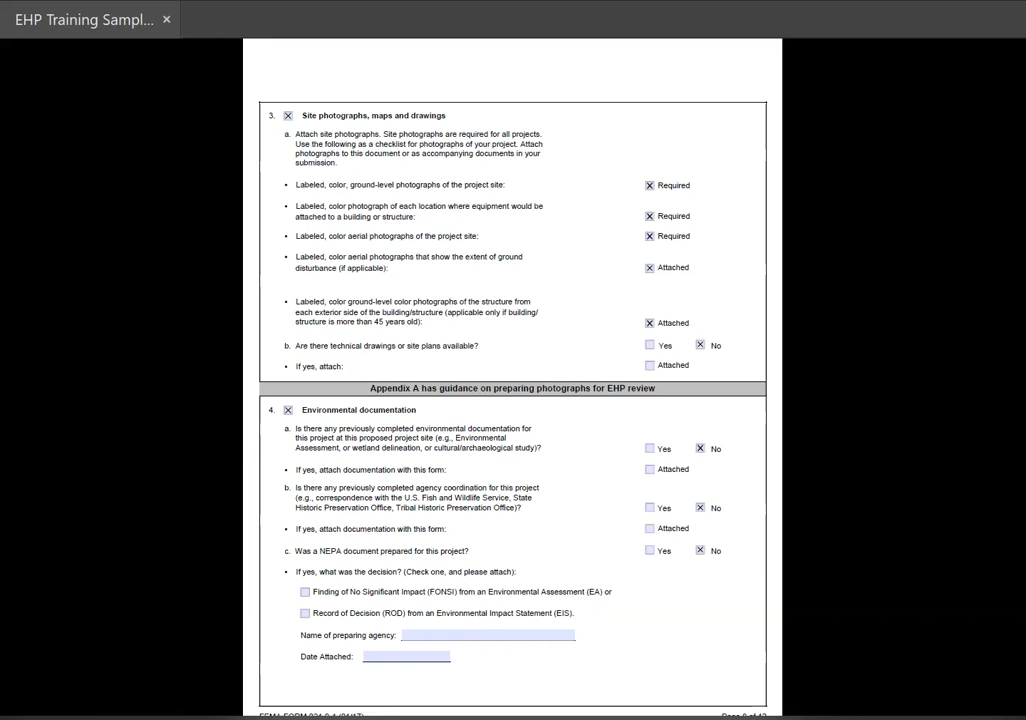 EHP Training Sampl... ×
3. X Site photographs, maps and drawings
a. Attach site photographs. Site photographs are required for all projects.
Use the following as a checklist for photographs of your project. Attach
photographs to this document or as accompanying documents in your
submission.
• Labeled, color, ground-level photographs of the project site: X Required
• Labeled, color photograph of each location where equipment would be
attached to a building or structure: X Required
• Labeled, color aerial photographs of the project site: X Required
• Labeled, color aerial photographs that show the extent of ground
disturbance (if applicable): X Attached
• Labeled, color ground-level color photographs of the structure from
each exterior side of the building/structure (applicable only if building/
structure is more than 45 years old): X Attached
b. Are there technical drawings or site plans available? Yes X No
• If yes, attach: Attached
Appendix A has guidance on preparing photographs for EHP review
4. X Environmental documentation
a. Is there any previously completed environmental documentation for
this project at this proposed project site (e.g., Environmental
Assessment, or wetland delineation, or cultural/archaeological study)? Yes X No
• If yes, attach documentation with this form: Attached
b. Is there any previously completed agency coordination for this project
(e.g., correspondence with the U.S. Fish and Wildlife Service, State
Historic Preservation Office, Tribal Historic Preservation Office)? Yes X No
• If yes, attach documentation with this form: Attached
c. Was a NEPA document prepared for this project? Yes X No
• If yes, what was the decision? (Check one, and please attach):
Finding of No Significant Impact (FONSI) from an Environmental Assessment (EA) or
Record of Decision (ROD) from an Environmental Impact Statement (EIS).
Name of preparing agency:
Date Attached: